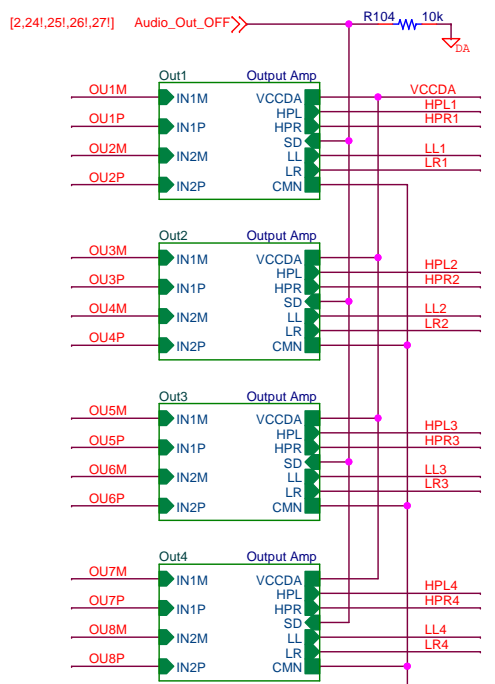 [2,24!,25!,26!,27!] Audio_Out_OFF R104 10k
DA
Out1 Output Amp
OU1M IN1M VCCDA VCCDA
HPL HPL1
OU1P IN1P HPR HPR1
SD
OU2M IN2M LL LL1
LR LR1
OU2P IN2P CMN
Out2 Output Amp
OU3M IN1M VCCDA
HPL HPL2
OU3P IN1P HPR HPR2
SD
OU4M IN2M LL LL2
LR LR2
OU4P IN2P CMN
Out3 Output Amp
OU5M IN1M VCCDA
HPL HPL3
OU5P IN1P HPR HPR3
SD
OU6M IN2M LL LL3
LR LR3
OU6P IN2P CMN
Out4 Output Amp
OU7M IN1M VCCDA
HPL HPL4
OU7P IN1P HPR HPR4
SD
OU8M IN2M LL LL4
LR LR4
OU8P IN2P CMN